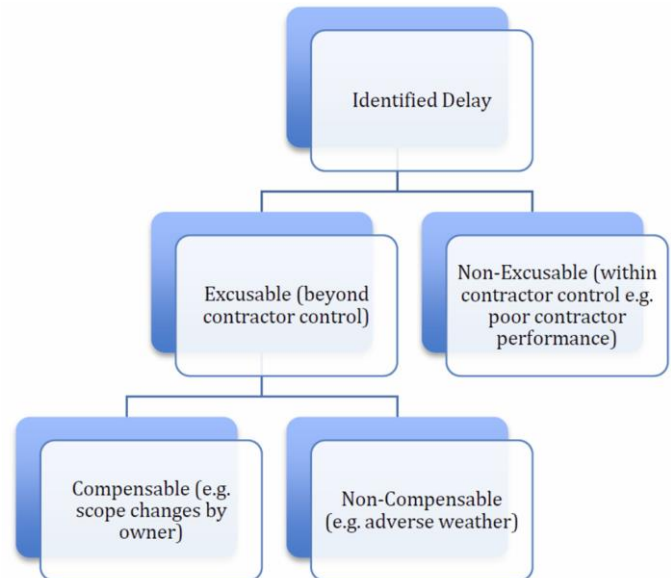 Identified Delay
Excusable (beyond
contractor control)
Non-Excusable (within
contractor control e.g.
poor contractor
performance)
Compensable (e.g.
scope changes by
owner)
Non-Compensable
(e.g. adverse weather)